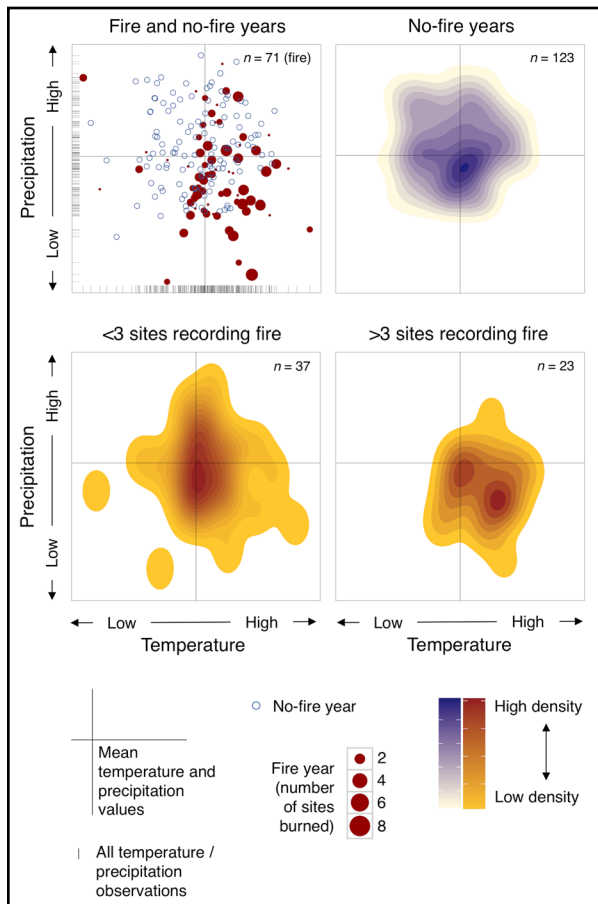 Fire and no-fire years
No-fire years
n = 71 (fire)
n = 123
Precipitation
Low
High
<3 sites recording fire
>3 sites recording fire
n = 37
n = 23
Precipitation
Low
High
Low
High
Low
High
Temperature
Temperature
Mean
temperature and
precipitation
values
All temperature /
precipitation
observations
No-fire year
Fire year
(number
of sites
burned)
2
4
6
8
High density
Low density